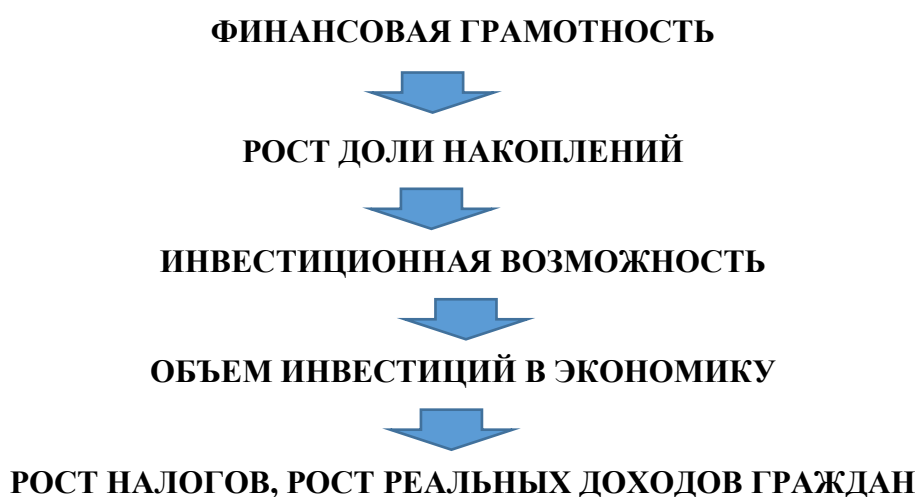 ФИНАНСОВАЯ ГРАМОТНОСТЬ
РОСТ ДОЛИ НАКОПЛЕНИЙ
ИНВЕСТИЦИОННАЯ ВОЗМОЖНОСТЬ
ОБЪЕМ ИНВЕСТИЦИЙ В ЭКОНОМИКУ
РОСТ НАЛОГОВ, РОСТ РЕАЛЬНЫХ ДОХОДОВ ГРАЖДАН